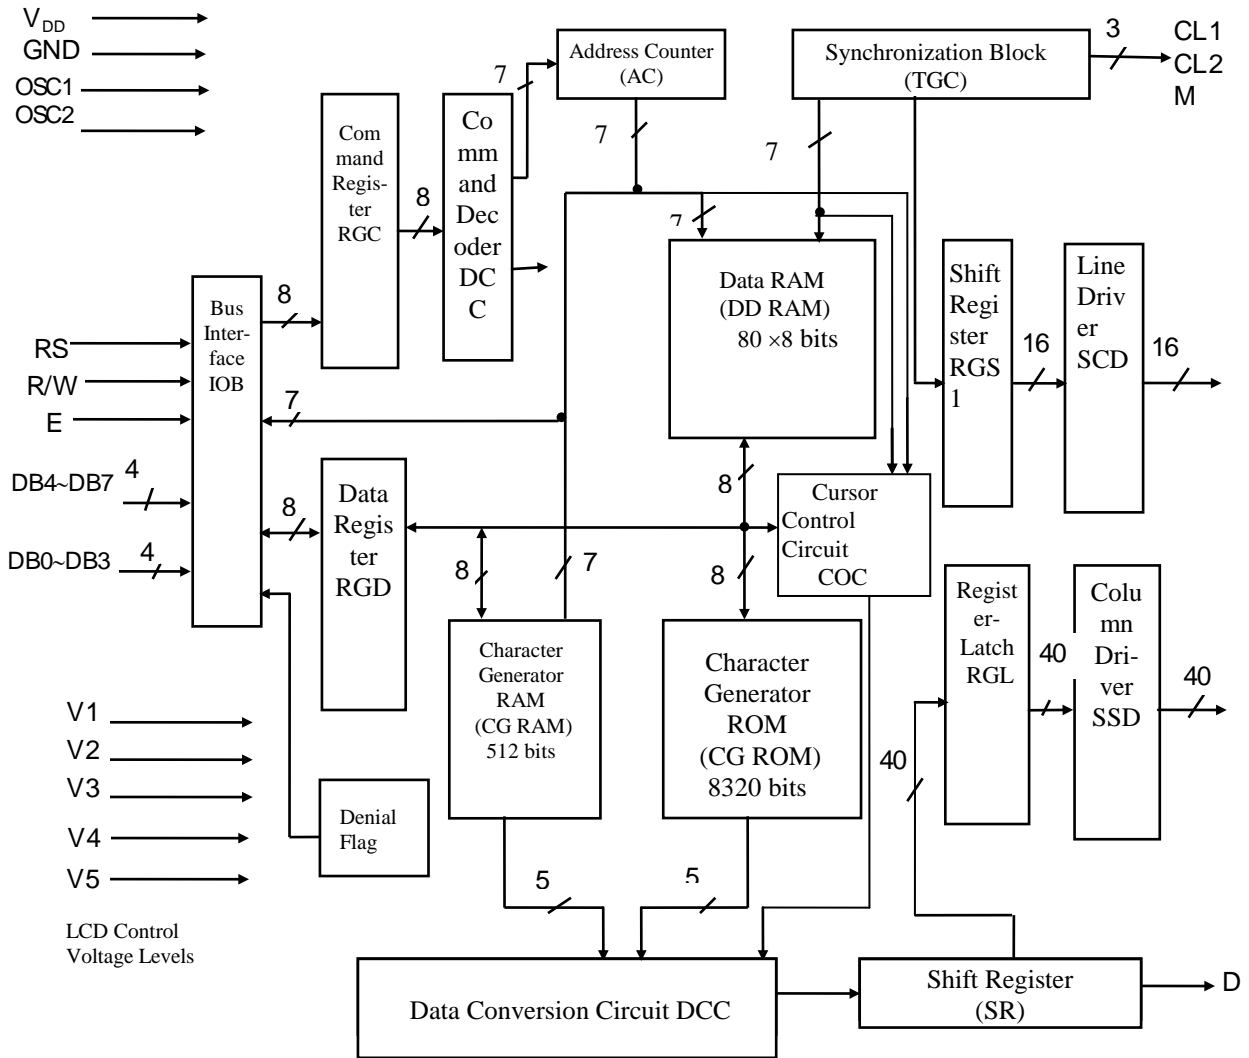 V DD
GND
OSC1
OSC2
Address Counter
(AC)
Synchronization Block
(TGC)
3
CL1
CL2
M
7
7
7
7
Com
mand
Regis-
ter
RGC
8
Co
mm
and
Dec
oder
DC
C
8
Bus
Inter-
face
IOB
RS
R/W
E
7
DB4~DB7
4
DB0~DB3
4
8
Data RAM
(DD RAM)
80 ×8 bits
Shift
Regi
ster
RGS
1
16
Line
Driv
er
SCD
16
Data
Regis
ter
RGD
8
8
7
8
Cursor
Control
Circuit
COC
Character
Generator
RAM
(CG RAM)
512 bits
Character
Generator
ROM
(CG ROM)
8320 bits
Regist
er-
Latch
RGL
40
Colu
mn
Dri-
ver
SSD
40
40
V1
V2
V3
V4
V5
LCD Control
Voltage Levels
Denial
Flag
5
5
Data Conversion Circuit DCC
Shift Register
(SR)
D